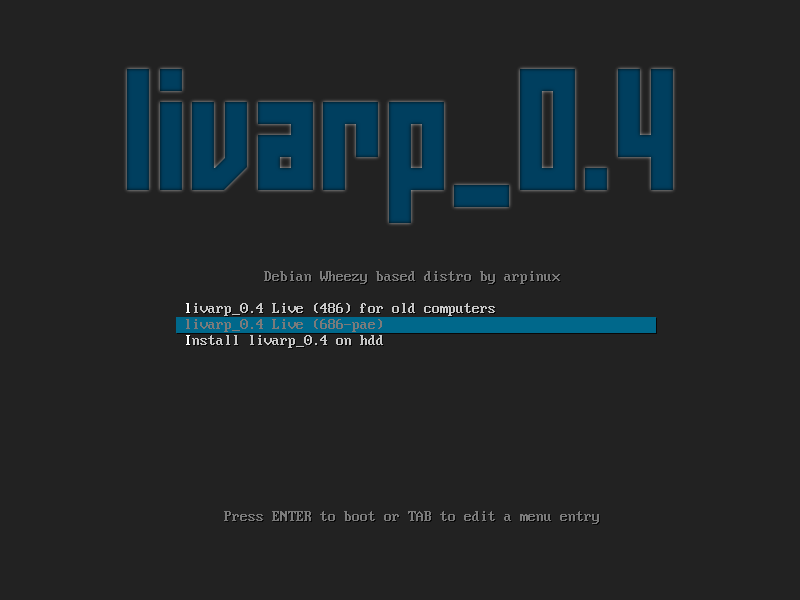 livarp_0.4
Debian Wheezy based distro by arpinux
livarp_0.4 Live (486) for old computers
livarp_0.4 Live (686-pae)
Install livarp_0.4 on hdd
Press ENTER to boot or TAB to edit a menu entry